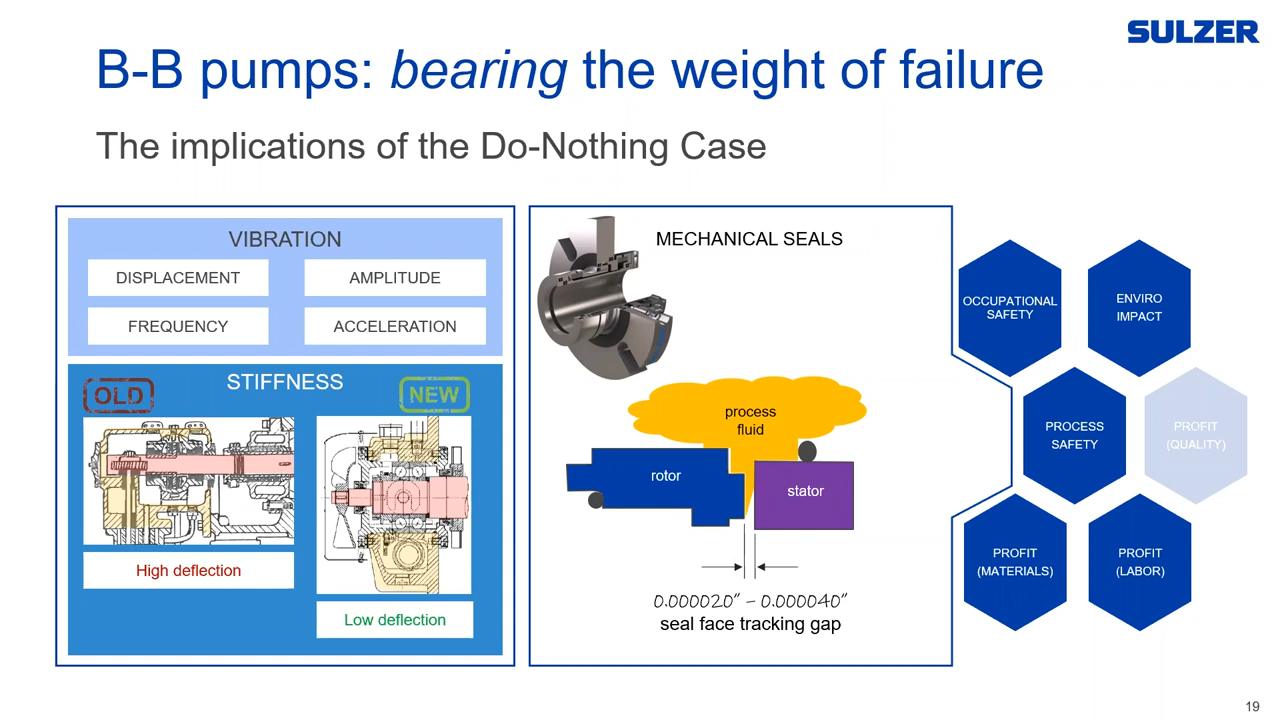 SULZER
B-B pumps: bearing the weight of failure
The implications of the Do-Nothing Case
VIBRATION
DISPLACEMENT
AMPLITUDE
FREQUENCY
ACCELERATION
STIFFNESS
OLD
NEW
High deflection
Low deflection
MECHANICAL SEALS
process
fluid
rotor
stator
0.000020" – 0.000040"
seal face tracking gap
OCCUPATIONAL
SAFETY
ENVIRO
IMPACT
PROCESS
SAFETY
PROFIT
(QUALITY)
PROFIT
(MATERIALS)
PROFIT
(LABOR)
19